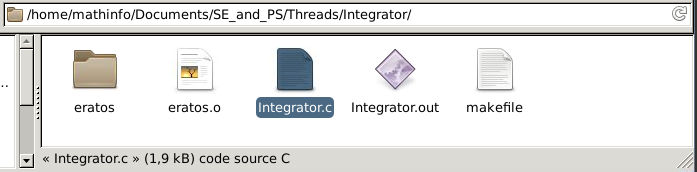 /home/mathinfo/Documents/SE_and_PS/Threads/Integrator/
...
eratos eratos.o Integrator.c Integrator.out makefile
« Integrator.c » (1,9 kB) code source C